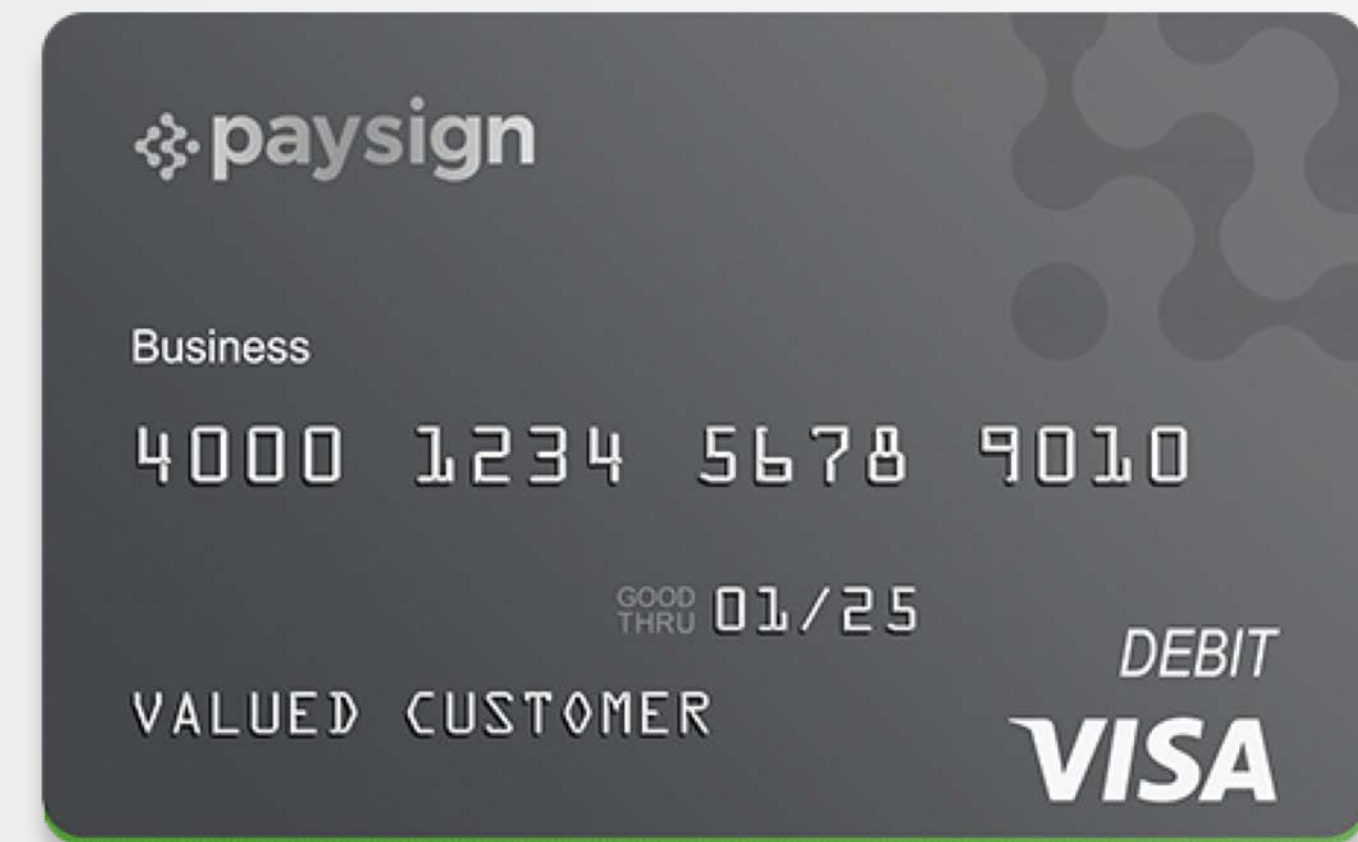 paysign
Business
4000 1234 5678 9010
GOOD THRU 01/25
VALUED CUSTOMER
DEBIT
VISA